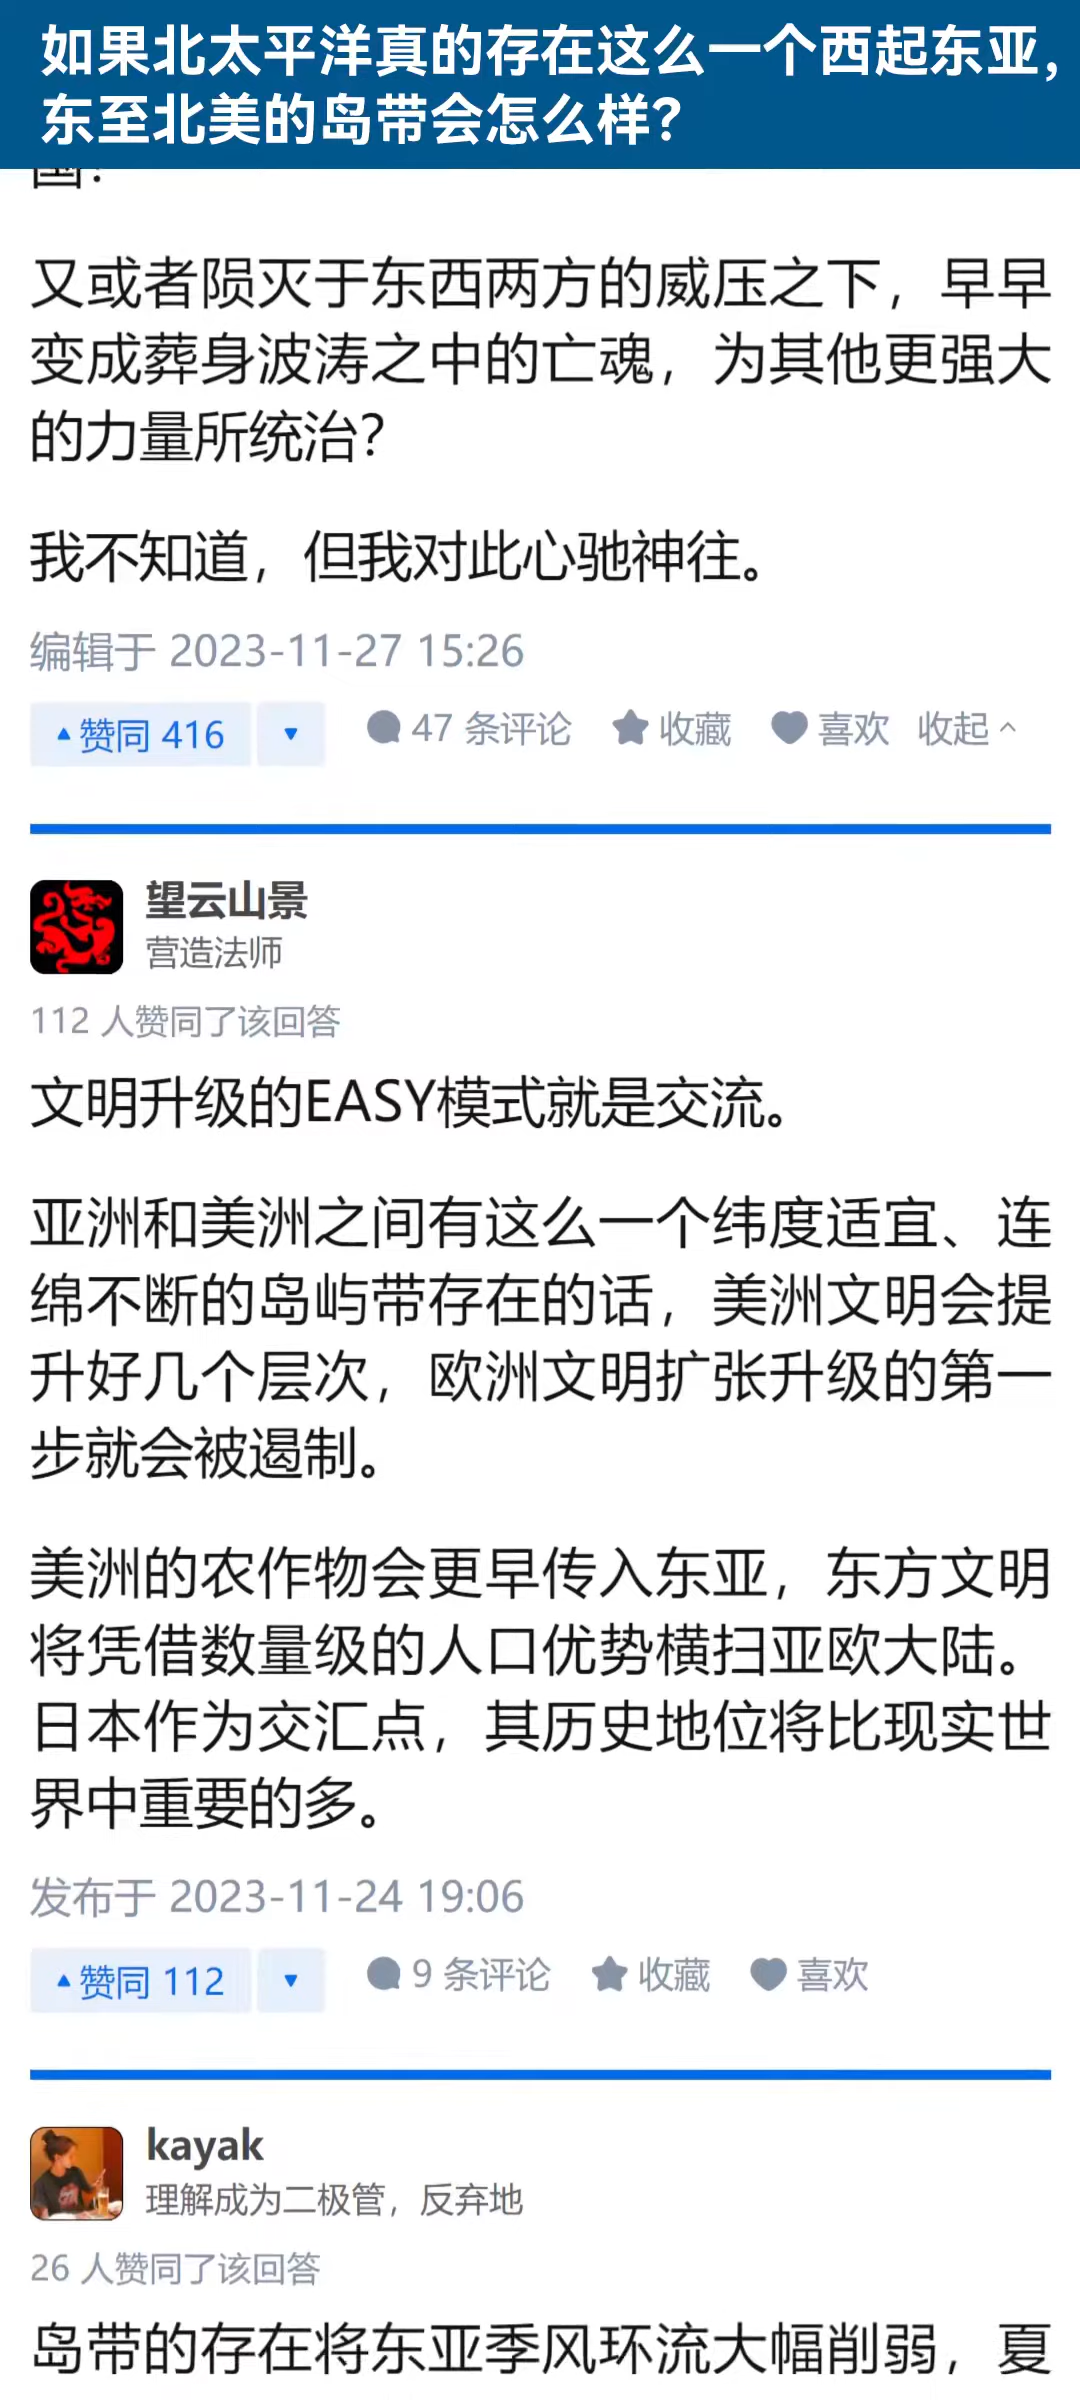 如果北太平洋真的存在这么一个西起东亚，
东至北美的岛带会怎么样？
又或者陨灭于东西两方的威压之下，早早
变成葬身波涛之中的亡魂，为其他更强大
的力量所统治？
我不知道，但我对此心驰神往。
编辑于 2023-11-27 15:26
赞同 416
47 条评论
收藏
喜欢
收起
望云山景
营造法师
112 人赞同了该回答
文明升级的EASY模式就是交流。
亚洲和美洲之间有这么一个纬度适宜、连
绵不断的岛屿带存在的话，美洲文明会提
升好几个层次，欧洲文明扩张升级的第一
步就会被遏制。
美洲的农作物会更早传入东亚，东方文明
将凭借数量级的人口优势横扫亚欧大陆。
日本作为交汇点，其历史地位将比现实世
界中重要的多。
发布于 2023-11-24 19:06
赞同 112
9 条评论
收藏
喜欢
kayak
理解成为二极管，反弃地
26 人赞同了该回答
岛带的存在将东亚季风环流大幅削弱，夏